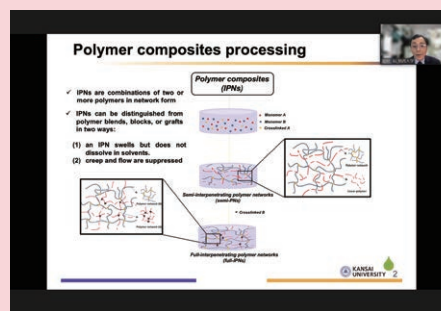 Polymer composites processing
Polymer composites
(IPNs)
✓ IPNs are combinations of two or
more polymers in network form
✓ IPNs can be distinguished from
polymer blends, blocks, or grafts
in two ways:
(1) an IPN swells but does not
dissolve in solvents.
(2) creep and flow are suppressed
Monomer A
Monomer B
Crosslinked A
Semi-interpenetrating polymer networks
(semi-IPNs)
Crosslinked B
Full-interpenetrating polymer networks
(full-IPNs)
KANSAI
UNIVERSITY
2